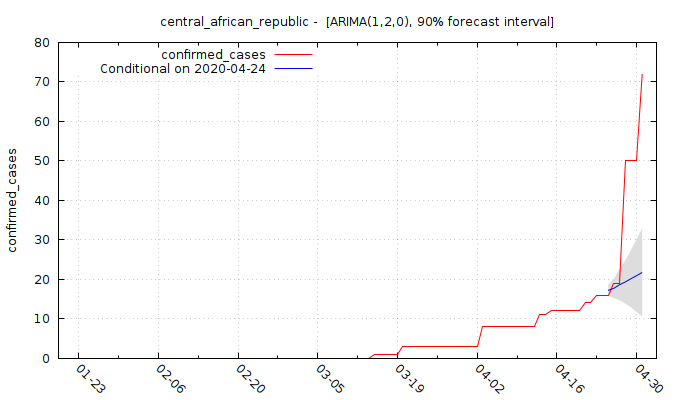 central_african_republic -  [ARIMA(1,2,0), 90% forecast interval]
confirmed_cases
Conditional on 2020-04-24
confirmed_cases
80
70
60
50
40
30
20
10
0
01-23 02-06 02-20 03-05 03-19 04-02 04-16 04-30